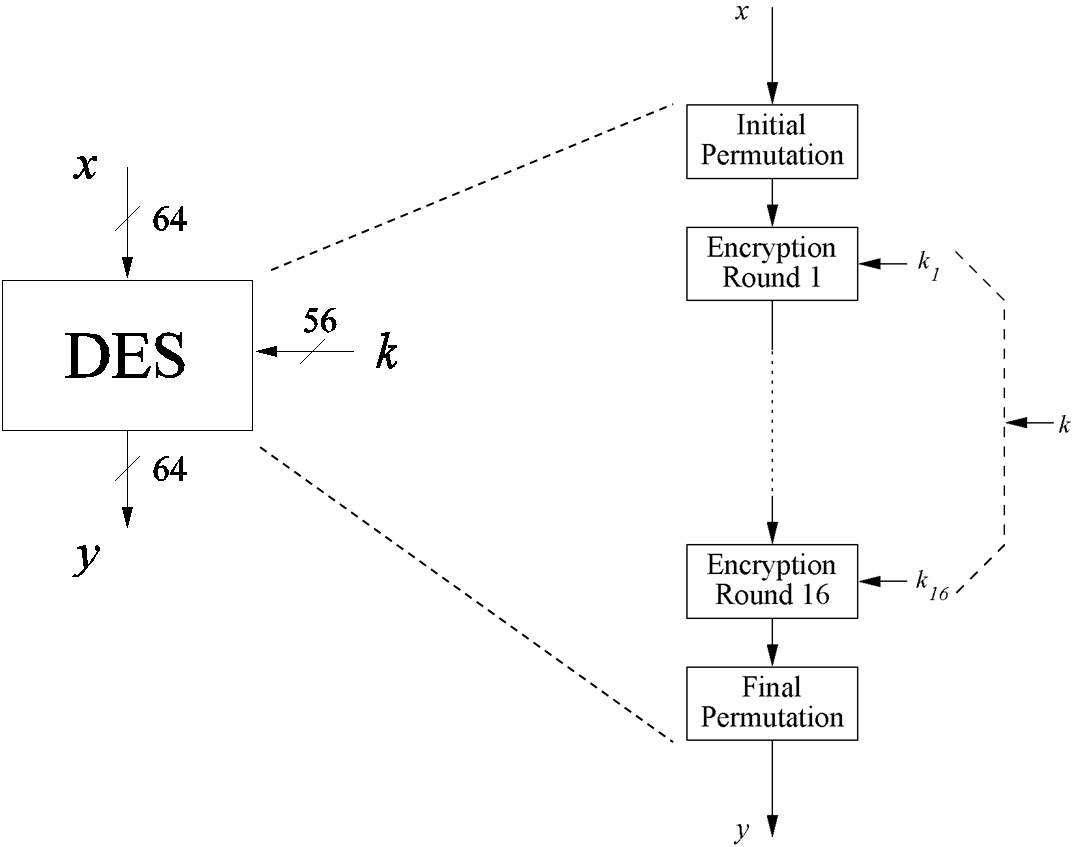 x
64
DES
56
k
64
y
x
Initial
Permutation
Encryption
Round 1
k1
k
Encryption
Round 16
k16
Final
Permutation
y